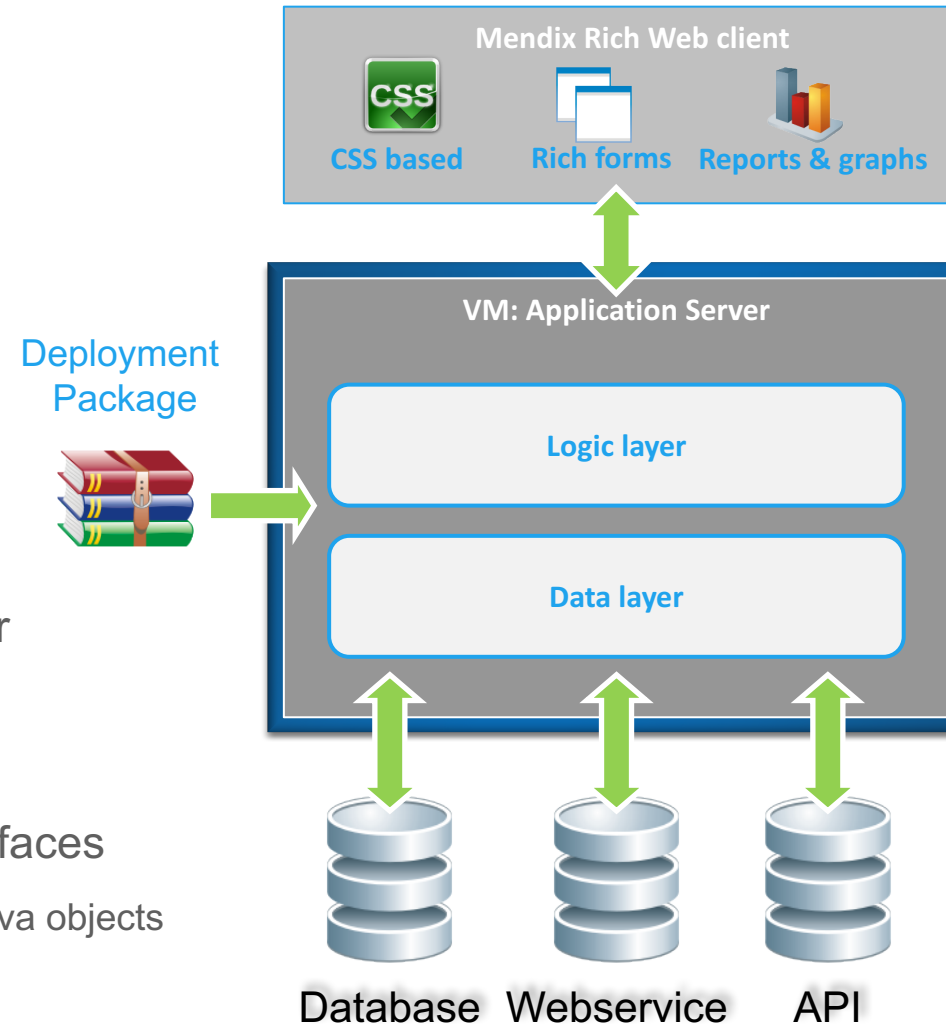 Mendix Rich Web client
CSS
CSS based
Rich forms
Reports & graphs
VM: Application Server
Deployment
Package
Logic layer
Data layer
r
faces
va objects
Database
Webservice
API